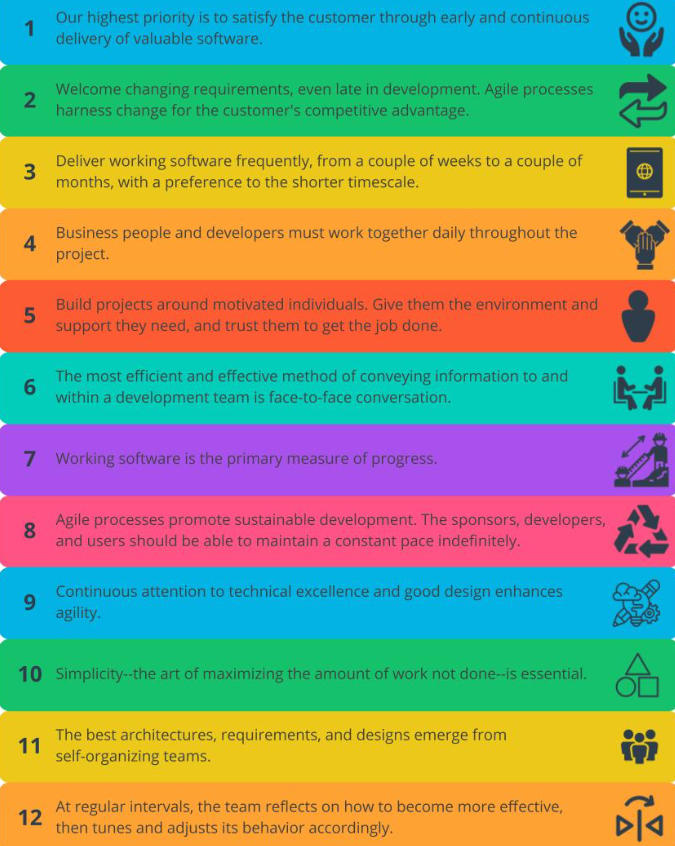 1
Our highest priority is to satisfy the customer through early and continuous
delivery of valuable software.
2
Welcome changing requirements, even late in development. Agile processes
harness change for the customer's competitive advantage.
3
Deliver working software frequently, from a couple of weeks to a couple of
months, with a preference to the shorter timescale.
4
Business people and developers must work together daily throughout the
project.
5
Build projects around motivated individuals. Give them the environment and
support they need, and trust them to get the job done.
6
The most efficient and effective method of conveying information to and
within a development team is face-to-face conversation.
7
Working software is the primary measure of progress.
8
Agile processes promote sustainable development. The sponsors, developers,
and users should be able to maintain a constant pace indefinitely.
9
Continuous attention to technical excellence and good design enhances
agility.
10
Simplicity--the art of maximizing the amount of work not done--is essential.
11
The best architectures, requirements, and designs emerge from
self-organizing teams.
12
At regular intervals, the team reflects on how to become more effective,
then tunes and adjusts its behavior accordingly.